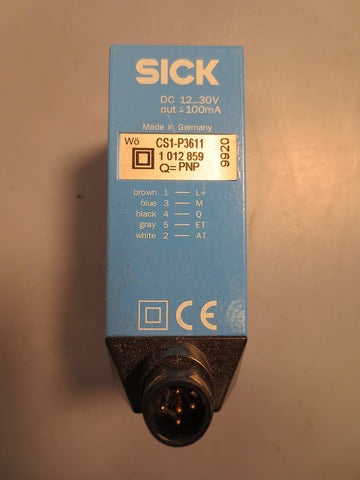 SICK
DC 12...30V
out ≤ 100mA
Made in Germany
Wö CS1-P3611
1 012 859
Q=PNP
9920
brown 1 — L+
blue 3 — M
black 4 — Q
gray 5 — ET
white 2 — AT
CE